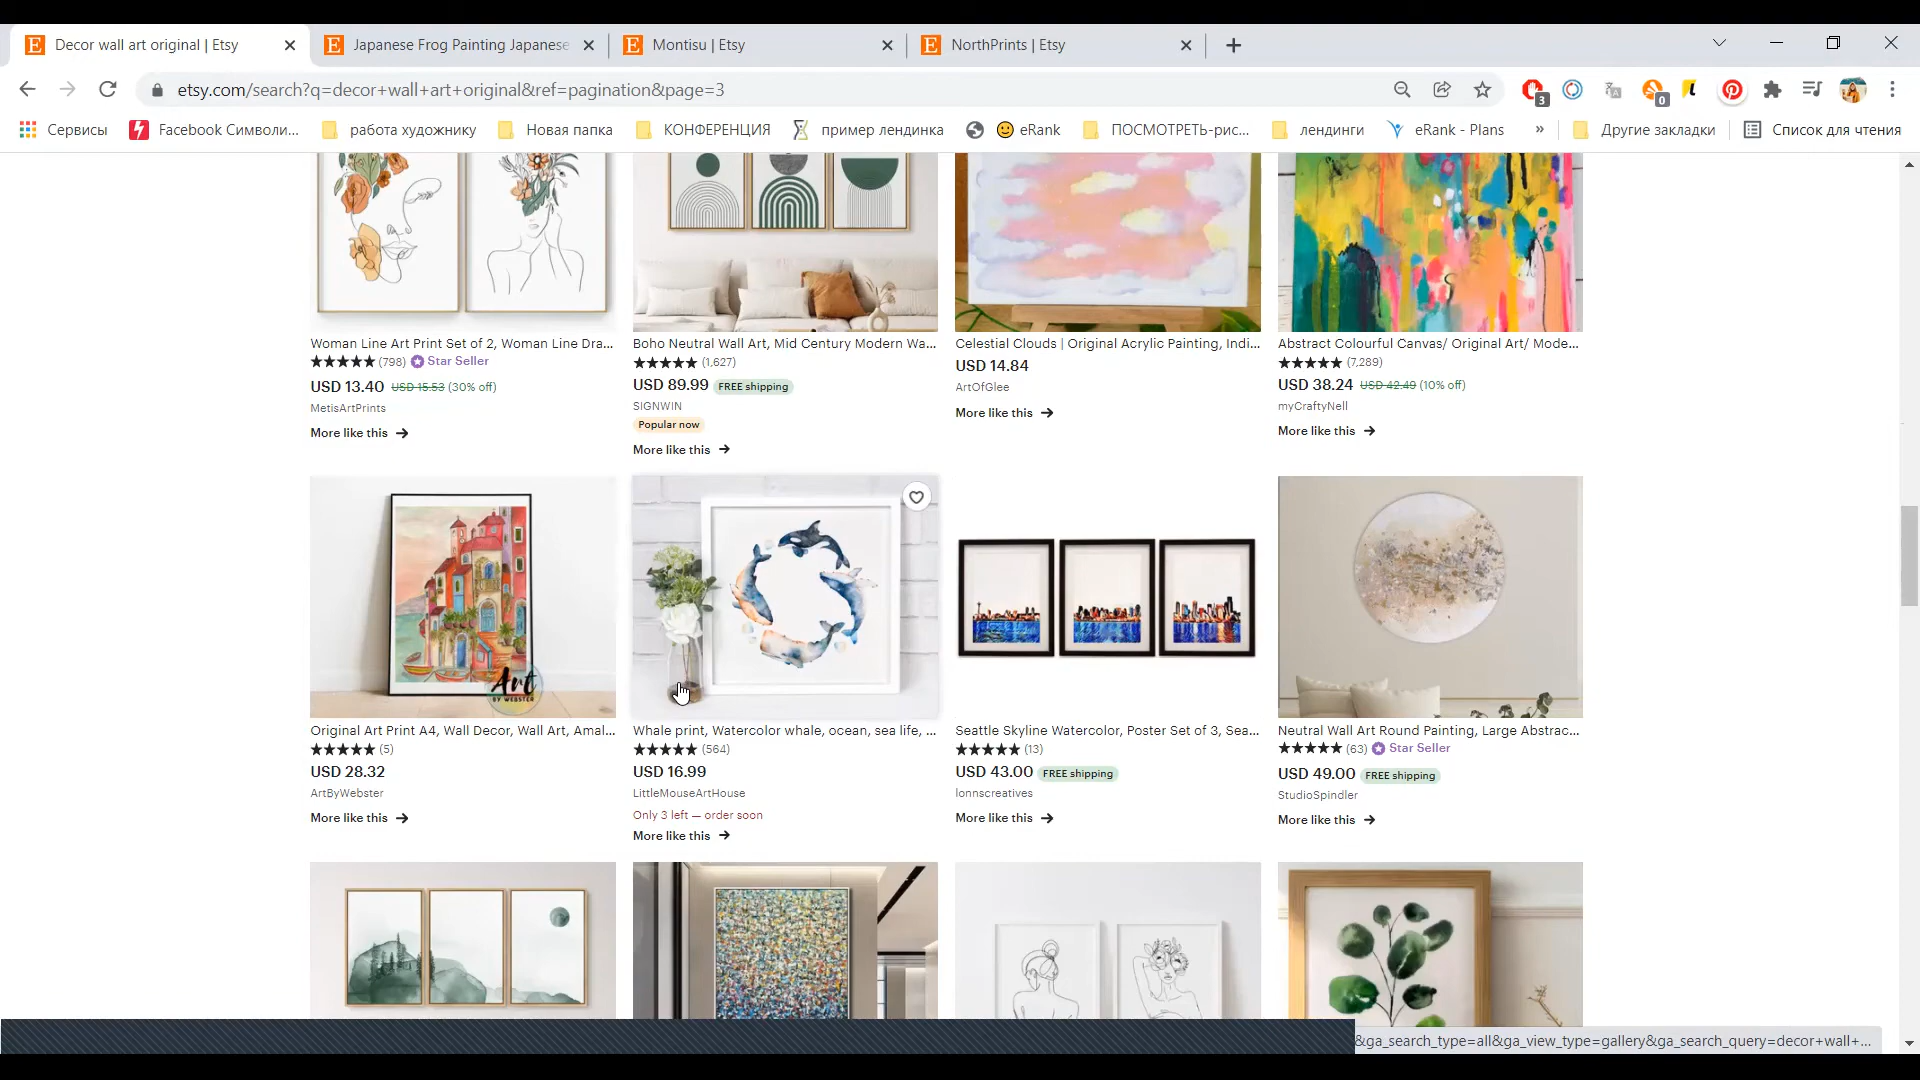 Decor wall art original | Etsy
Japanese Frog Painting Japanese
Montisu | Etsy
NorthPrints | Etsy
etsy.com/search?q=decor+wall+art+original&ref=pagination&page=3
3
0
Сервисы
Facebook Символи...
работа художнику
Новая папка
КОНФЕРЕНЦИЯ
пример лендинка
eRank
ПОСМОТРЕТЬ-рис...
лендинги
eRank - Plans
»
Другие закладки
Список для чтения
Woman Line Art Print Set of 2, Woman Line Dra...
(798) Star Seller
USD 13.40 USD 15.53 (30% off)
MetisArtPrints
More like this →
Boho Neutral Wall Art, Mid Century Modern Wa...
(1,627)
USD 89.99 FREE shipping
SIGNWIN
Popular now
More like this →
Celestial Clouds | Original Acrylic Painting, Indi...
USD 14.84
ArtOfGlee
More like this →
Abstract Colourful Canvas/ Original Art/ Mode...
(7,289)
USD 38.24 USD 42.49 (10% off)
myCraftyNell
More like this →
Art
BY WEBSTER
Original Art Print A4, Wall Decor, Wall Art, Amal...
(5)
USD 28.32
ArtByWebster
More like this →
Whale print, Watercolor whale, ocean, sea life, ...
(564)
USD 16.99
LittleMouseArtHouse
Only 3 left — order soon
More like this →
Seattle Skyline Watercolor, Poster Set of 3, Sea...
(13)
USD 43.00 FREE shipping
lonnscreatives
More like this →
Neutral Wall Art Round Painting, Large Abstrac...
(63) Star Seller
USD 49.00 FREE shipping
StudioSpindler
More like this →
&ga_search_type=all&ga_view_type=gallery&ga_search_query=decor+wall+...